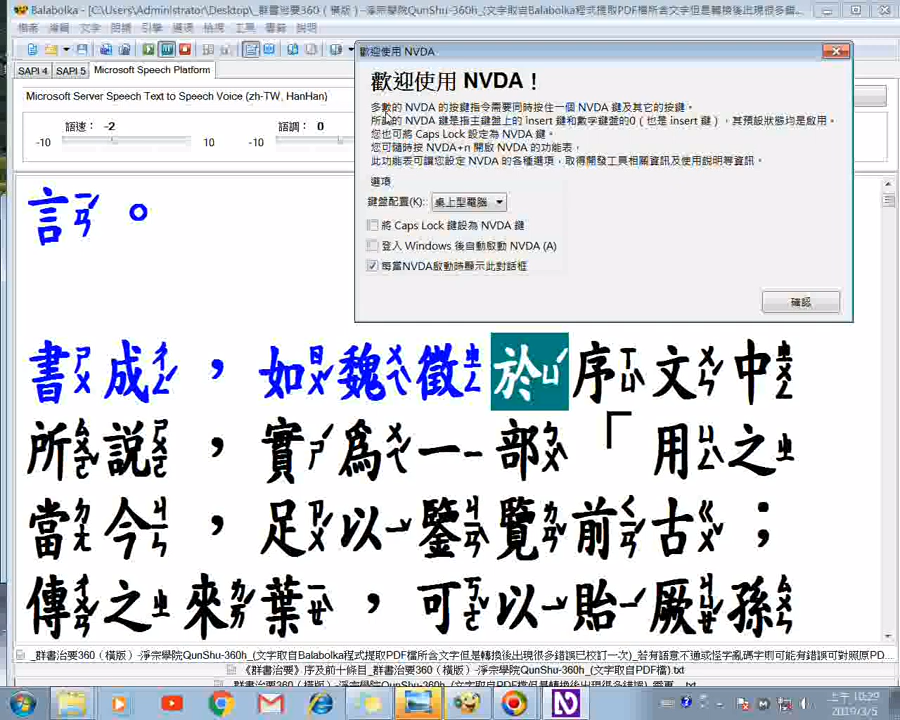 Balabolka - [C:\Users\Administrator\Desktop\_群書治要360（橫版）-淨宗學院QunShu-360h_(文字取自Balabolka程式提取PDF檔所含文字但是轉換後出現很多錯...
檔案 編輯 文字 語音 引擎 選項 檢視 工具 書籤 說明
SAPI 4 SAPI 5 Microsoft Speech Platform
Microsoft Server Speech Text to Speech Voice (zh-TW, HanHan)
語速： -2 語調： 0
-10 10 -10
歡迎使用 NVDA
歡迎使用 NVDA！
多數的 NVDA 的按鍵指令需要同時按住一個 NVDA 鍵及其它的按鍵。
所謂的 NVDA 鍵是指主鍵盤上的 insert 鍵和數字鍵盤的0（也是 insert 鍵），其預設狀態均是啟用。
您也可將 Caps Lock 設定為 NVDA 鍵。
您可隨時按 NVDA+n 開啟 NVDA 的功能表，
此功能表可讓您設定 NVDA 的各種選項，取得開發工具相關資訊及使用說明等資訊。
選項
鍵盤配置(K)： 桌上型電腦
將 Caps Lock 鍵設為 NVDA 鍵
登入 Windows 後自動啟動 NVDA (A)
每當NVDA啟動時顯示此對話框
確認
言。
書成，如魏徵於序文中
所說，實為一部「用之
當今，足以鑒覽前古；
傳之來葉，可以貽厥孫
_群書治要360（橫版）-淨宗學院QunShu-360h_(文字取自Balabolka程式提取PDF檔所含文字但是轉換後出現很多錯誤已校訂一次)_若有語意不通或怪字亂碼字則可能有錯誤可對照原PD
《群書治要》序及前十條目_群書治要360（橫版）-淨宗學院QunShu-360h_(文字取自PDF檔).txt
上午 10:29
2019/3/5